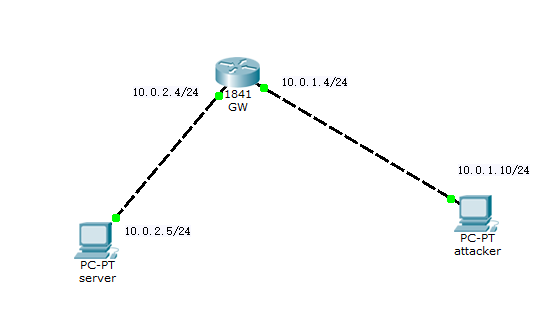 10.0.2.4/24
10.0.1.4/24
1841
GW
10.0.1.10/24
10.0.2.5/24
PC-PT
attacker
PC-PT
server